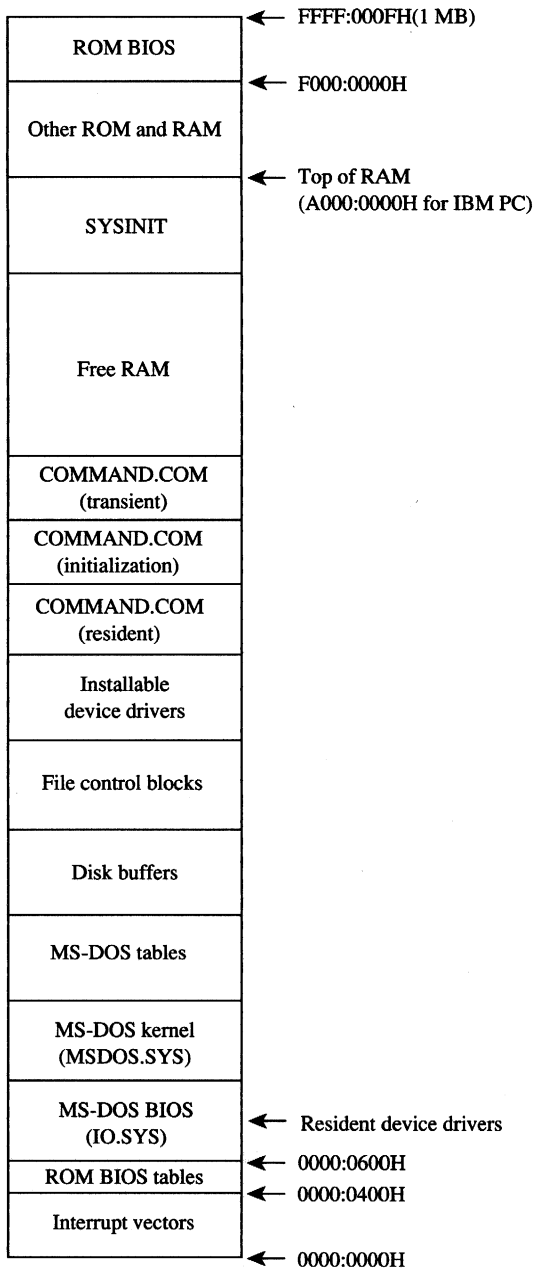 FFFF:000FH(1 MB)
ROM BIOS
F000:0000H
Other ROM and RAM
Top of RAM
(A000:0000H for IBM PC)
SYSINIT
Free RAM
COMMAND.COM
(transient)
COMMAND.COM
(initialization)
COMMAND.COM
(resident)
Installable
device drivers
File control blocks
Disk buffers
MS-DOS tables
MS-DOS kernel
(MSDOS.SYS)
MS-DOS BIOS
(IO.SYS)
Resident device drivers
0000:0600H
ROM BIOS tables
0000:0400H
Interrupt vectors
0000:0000H